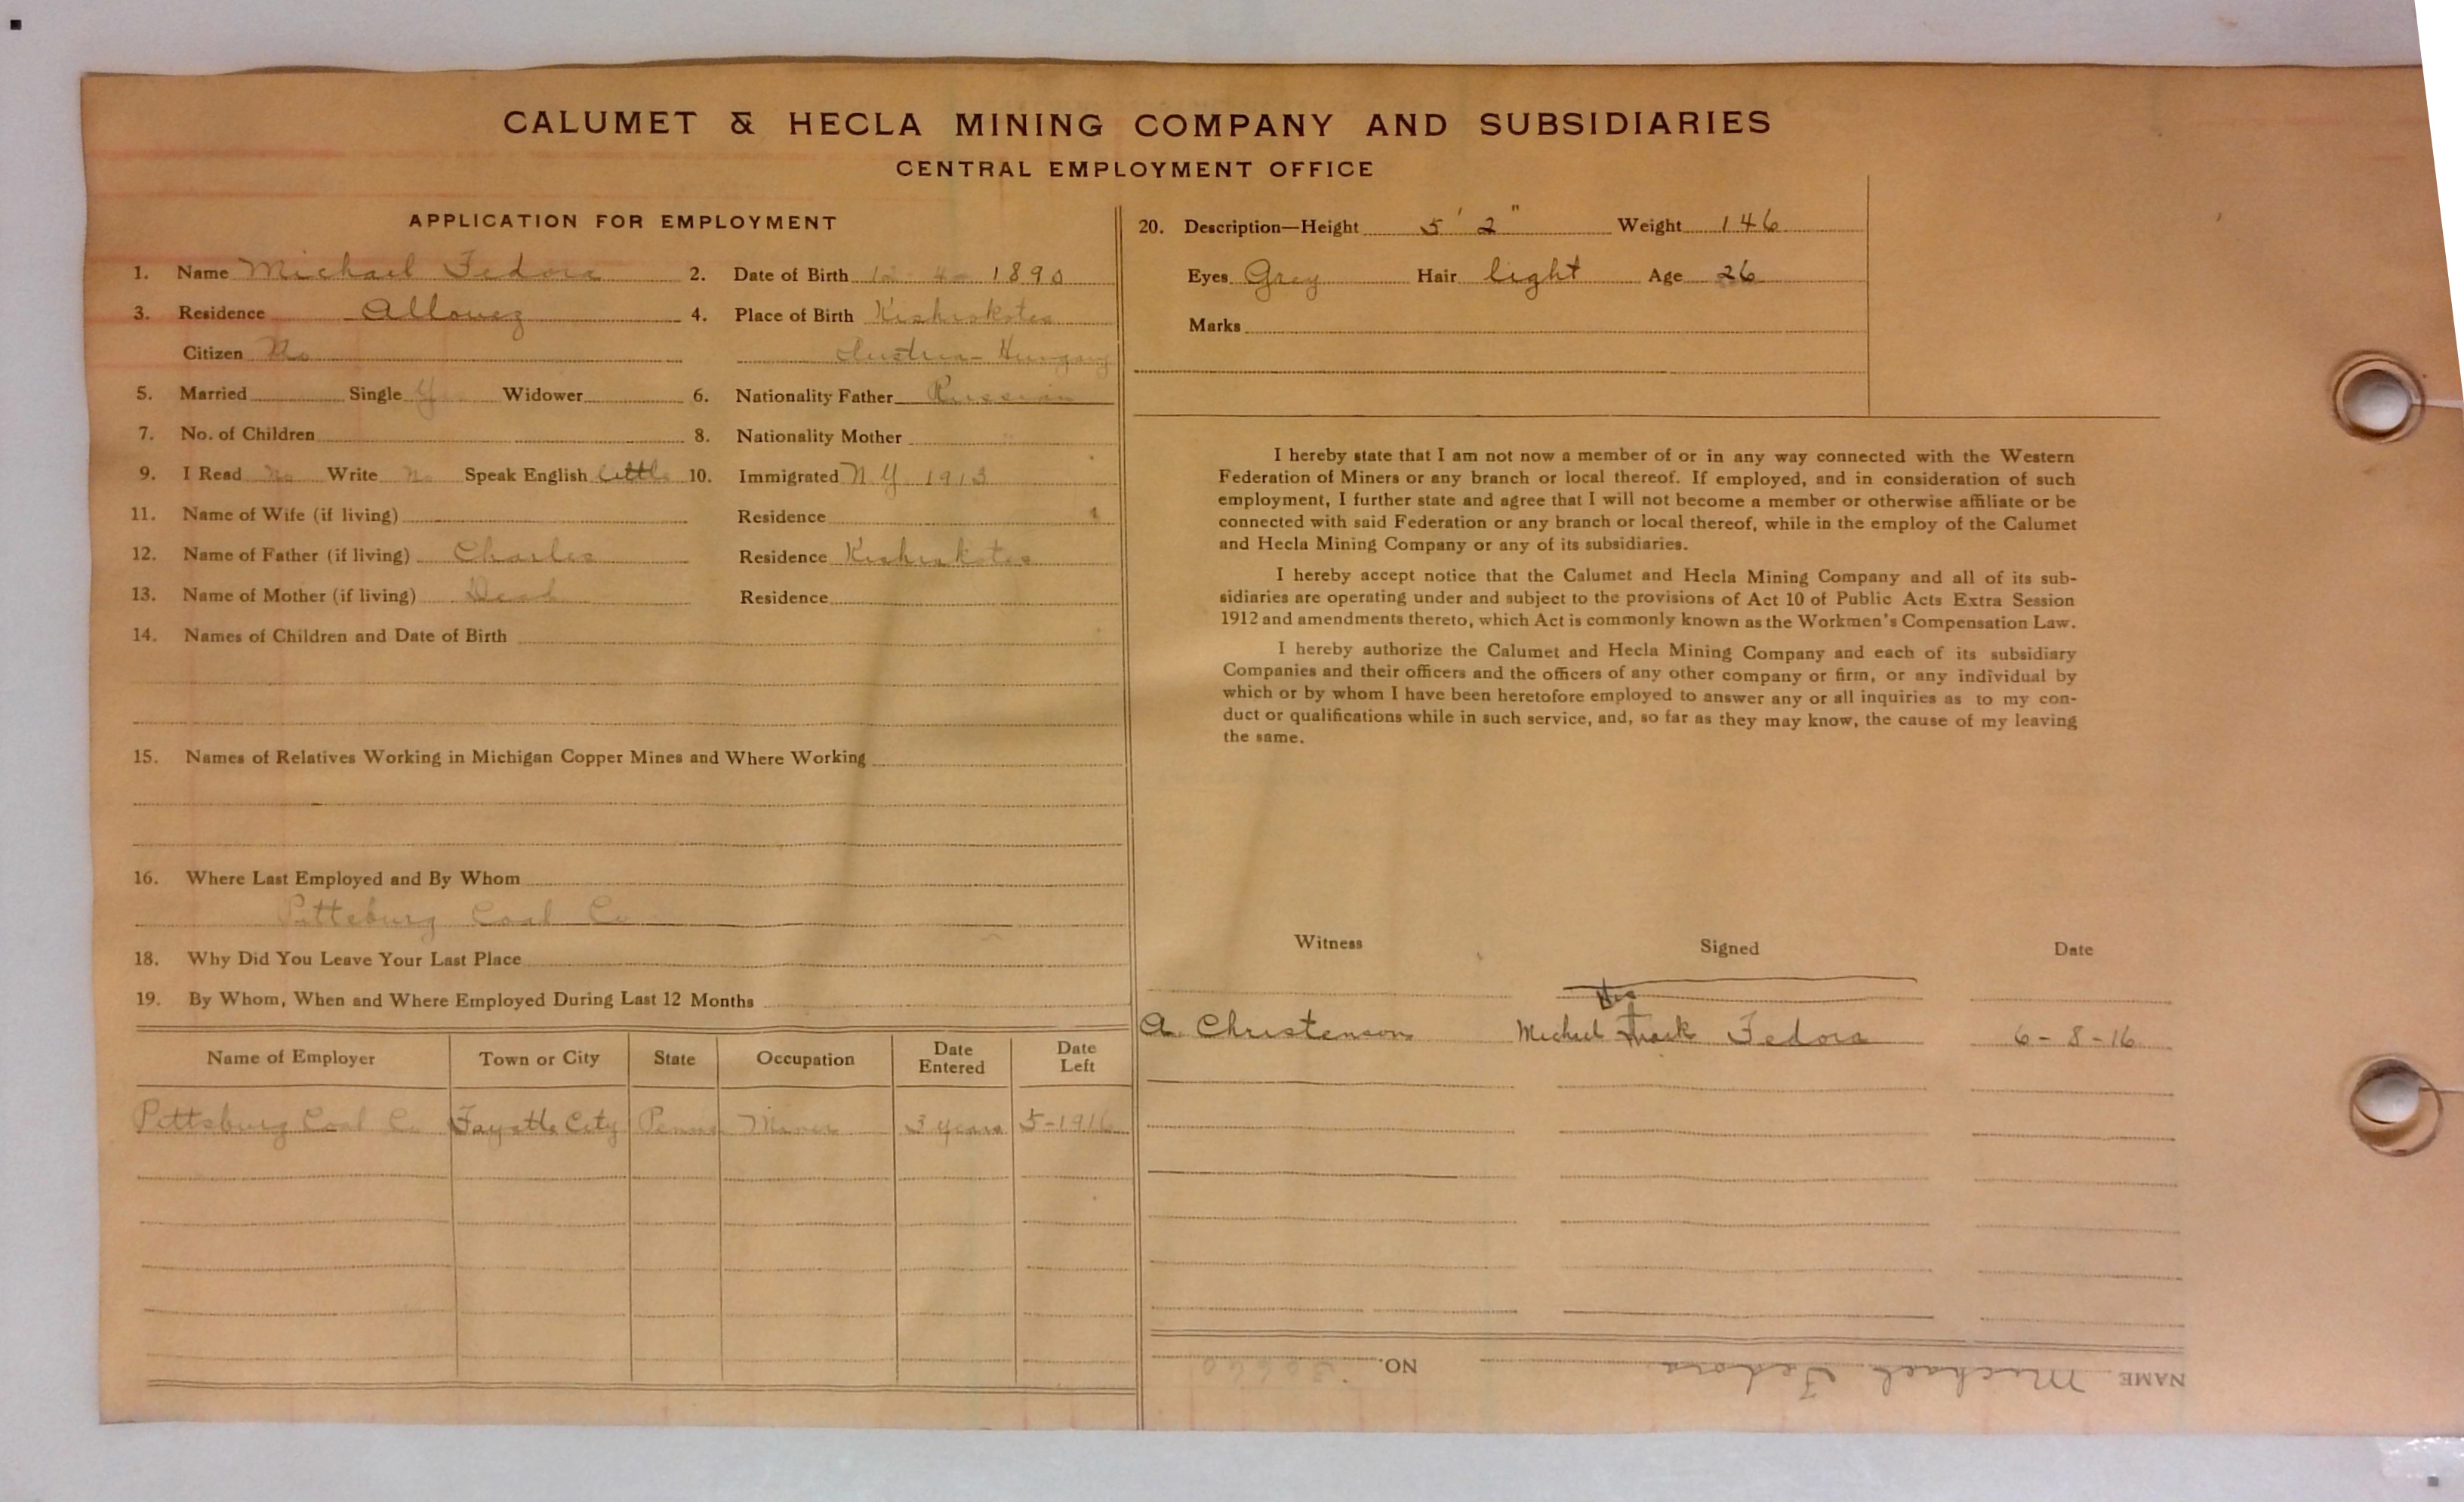 CALUMET & HECLA MINING COMPANY AND SUBSIDIARIES
CENTRAL EMPLOYMENT OFFICE
APPLICATION FOR EMPLOYMENT
1. Name Michael Fedora 2. Date of Birth 1890
3. Residence Allouez 4. Place of Birth
Citizen No Austria-Hungary
5. Married Single Widower 6. Nationality Father Russian
7. No. of Children 8. Nationality Mother
9. I Read No Write No Speak English little 10. Immigrated N.Y. 1913
11. Name of Wife (if living) Residence
12. Name of Father (if living) Charles Residence
13. Name of Mother (if living) Dead Residence
14. Names of Children and Date of Birth
15. Names of Relatives Working in Michigan Copper Mines and Where Working
16. Where Last Employed and By Whom
Pittsburg Coal Co
18. Why Did You Leave Your Last Place
19. By Whom, When and Where Employed During Last 12 Months
Name of Employer Town or City State Occupation Date Entered Date Left
Pittsburg Coal Co Fayette City Penna Miner 3 years 5-1916
20. Description—Height 5' 2" Weight 146
Eyes Grey Hair light Age 26
Marks
I hereby state that I am not now a member of or in any way connected with the Western
Federation of Miners or any branch or local thereof. If employed, and in consideration of such
employment, I further state and agree that I will not become a member or otherwise affiliate or be
connected with said Federation or any branch or local thereof, while in the employ of the Calumet
and Hecla Mining Company or any of its subsidiaries.
I hereby accept notice that the Calumet and Hecla Mining Company and all of its sub-
sidiaries are operating under and subject to the provisions of Act 10 of Public Acts Extra Session
1912 and amendments thereto, which Act is commonly known as the Workmen's Compensation Law.
I hereby authorize the Calumet and Hecla Mining Company and each of its subsidiary
Companies and their officers and the officers of any other company or firm, or any individual by
which or by whom I have been heretofore employed to answer any or all inquiries as to my con-
duct or qualifications while in such service, and, so far as they may know, the cause of my leaving
the same.
Witness Signed Date
His
A. Christenson Michael mark Fedora 6-8-16
NAME Michael Fedora NO.